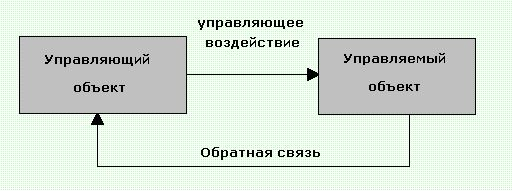 управляющее
воздействие
Управляющий
объект
Управляемый
объект
Обратная связь